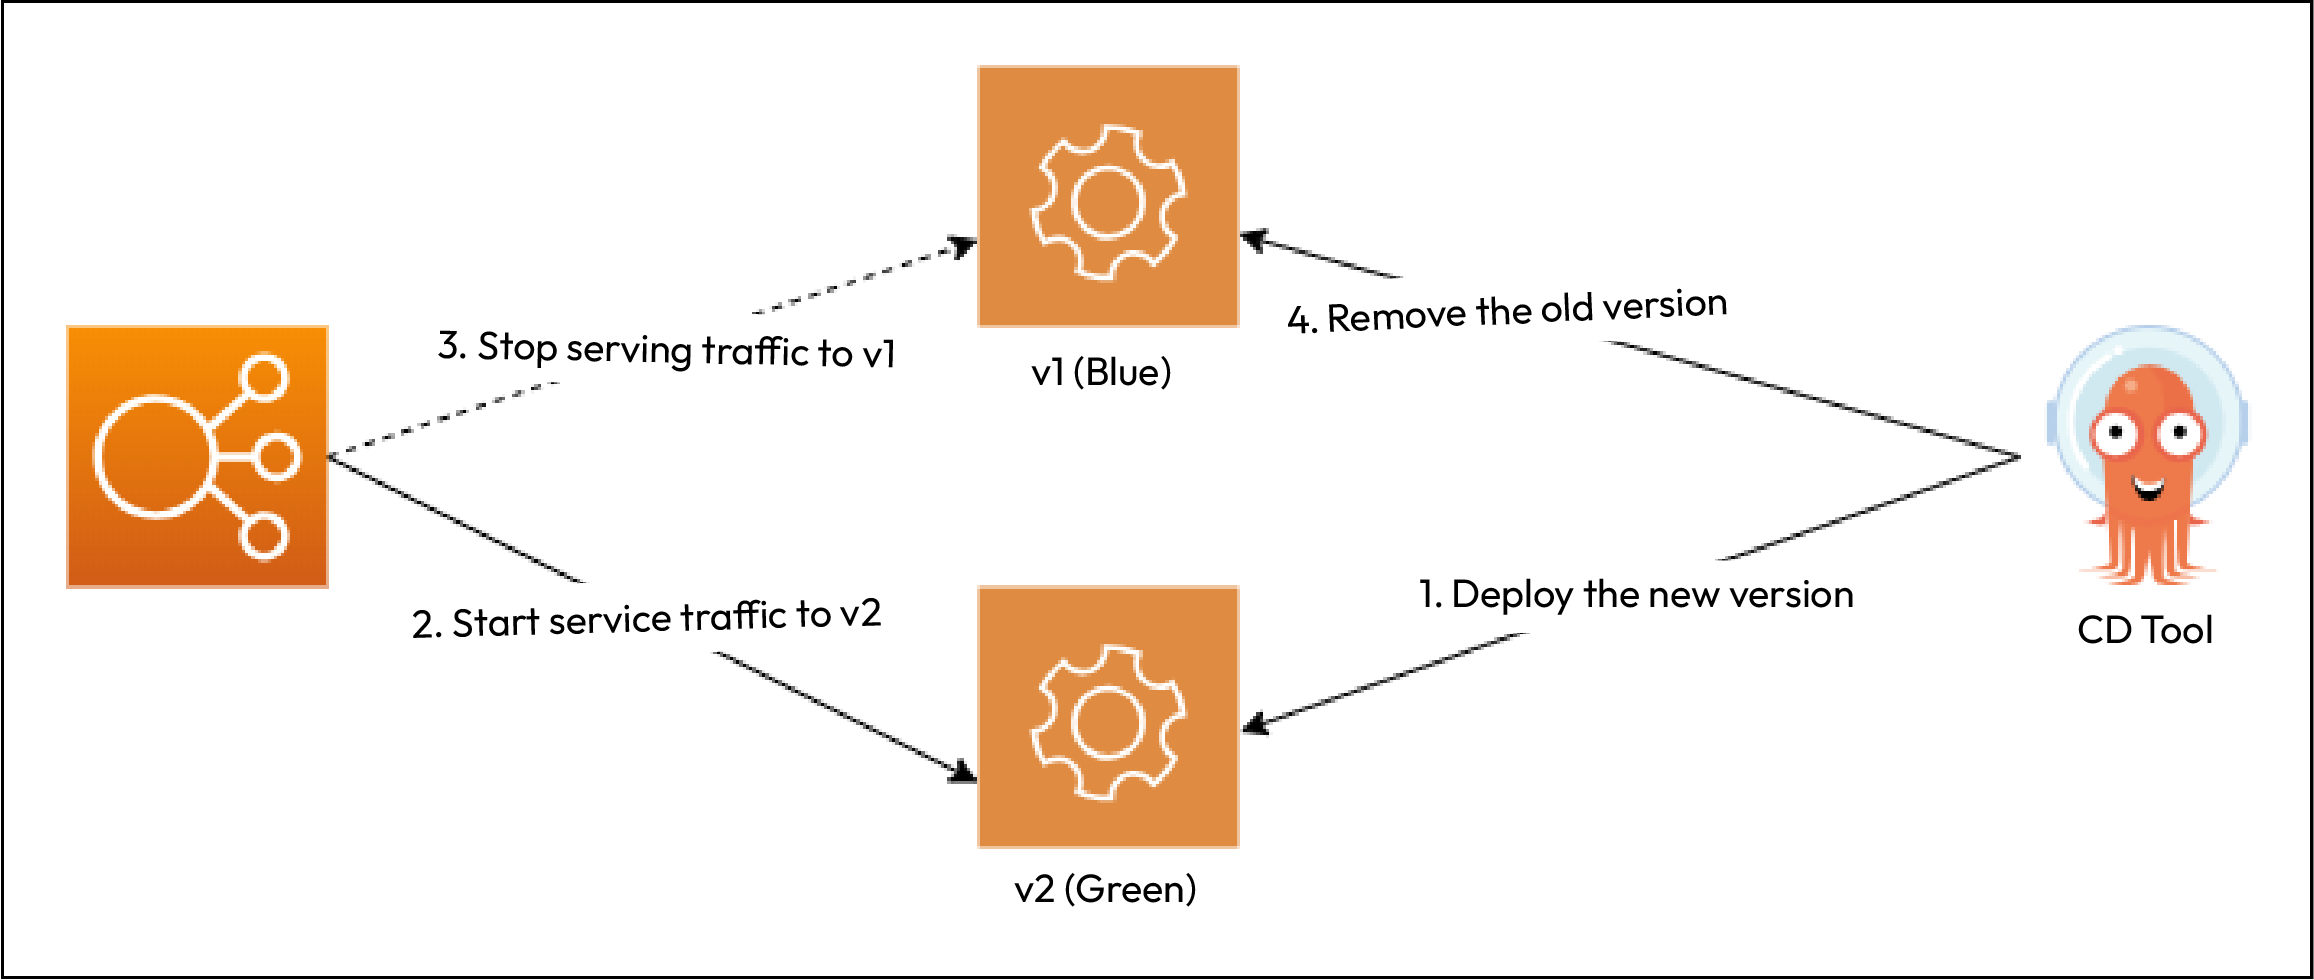 3. Stop serving traffic to v1
v1 (Blue)
4. Remove the old version
2. Start service traffic to v2
1. Deploy the new version
CD Tool
v2 (Green)